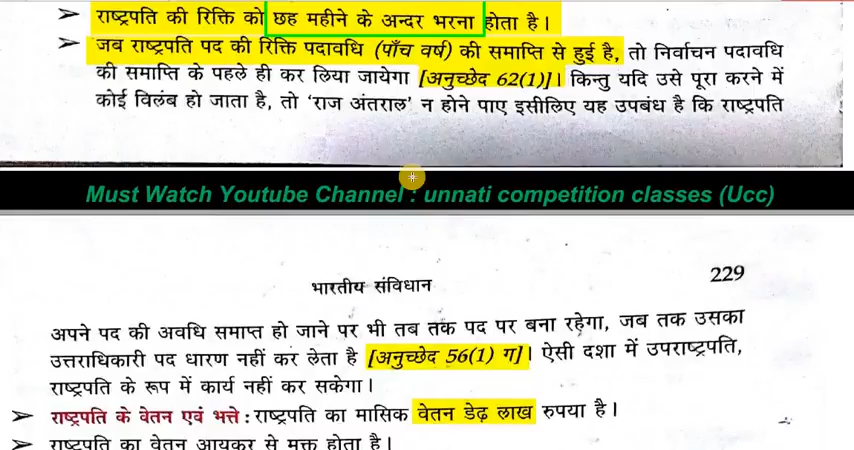 ➢ राष्ट्रपति की रिक्ति को छह महीने के अन्दर भरना होता है।
➢ जब राष्ट्रपति पद की रिक्ति पदावधि (पाँच वर्ष) की समाप्ति से हुई है, तो निर्वाचन पदावधि
की समाप्ति के पहले ही कर लिया जायेगा [अनुच्छेद 62(1)]। किन्तु यदि उसे पूरा करने में
कोई विलंब हो जाता है, तो ‘राज अंतराल’ न होने पाए इसीलिए यह उपबंध है कि राष्ट्रपति
Must Watch Youtube Channel : unnati competition classes (Ucc)
229
भारतीय संविधान
अपने पद की अवधि समाप्त हो जाने पर भी तब तक पद पर बना रहेगा, जब तक उसका
उत्तराधिकारी पद धारण नहीं कर लेता है [अनुच्छेद 56(1) ग]। ऐसी दशा में उपराष्ट्रपति,
राष्ट्रपति के रूप में कार्य नहीं कर सकेगा।
➢ राष्ट्रपति के वेतन एवं भत्ते : राष्ट्रपति का मासिक वेतन डेढ़ लाख रुपया है।
➢ राष्ट्रपति का वेतन आयकर से मुक्त होता है।